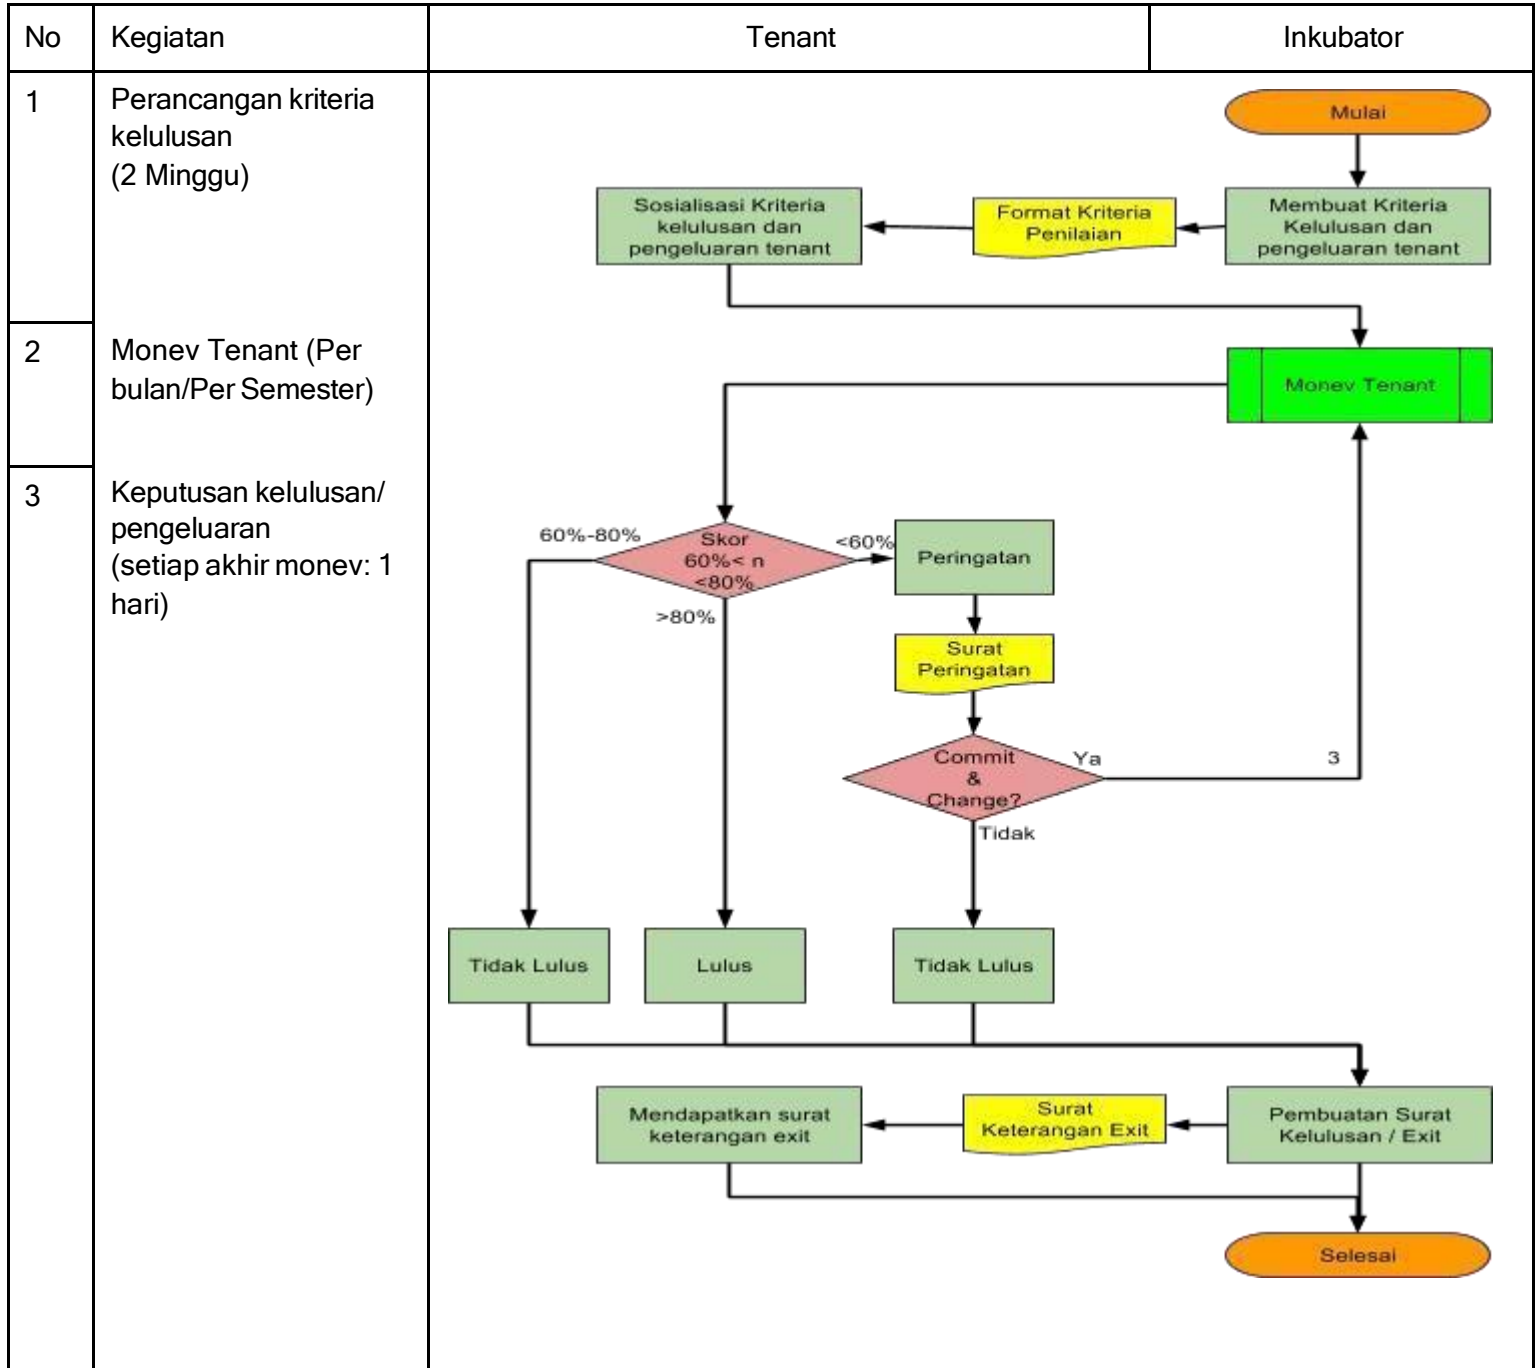 No
Kegiatan
Tenant
Inkubator
1
Perancangan kriteria
kelulusan
(2 Minggu)
Mulai
Sosialisasi Kriteria
kelulusan dan
pengeluaran tenant
Format Kriteria
Penilaian
Membuat Kriteria
Kelulusan dan
pengeluaran tenant
2
Monev Tenant (Per
bulan/Per Semester)
Monev Tenant
3
Keputusan kelulusan/
pengeluaran
(setiap akhir monev: 1
hari)
60%-80%
Skor
60%< n
<80%
<60%
>80%
Peringatan
Surat
Peringatan
Commit
&
Change?
Ya
3
Tidak
Tidak Lulus
Lulus
Tidak Lulus
Mendapatkan surat
keterangan exit
Surat
Keterangan Exit
Pembuatan Surat
Kelulusan / Exit
Selesai